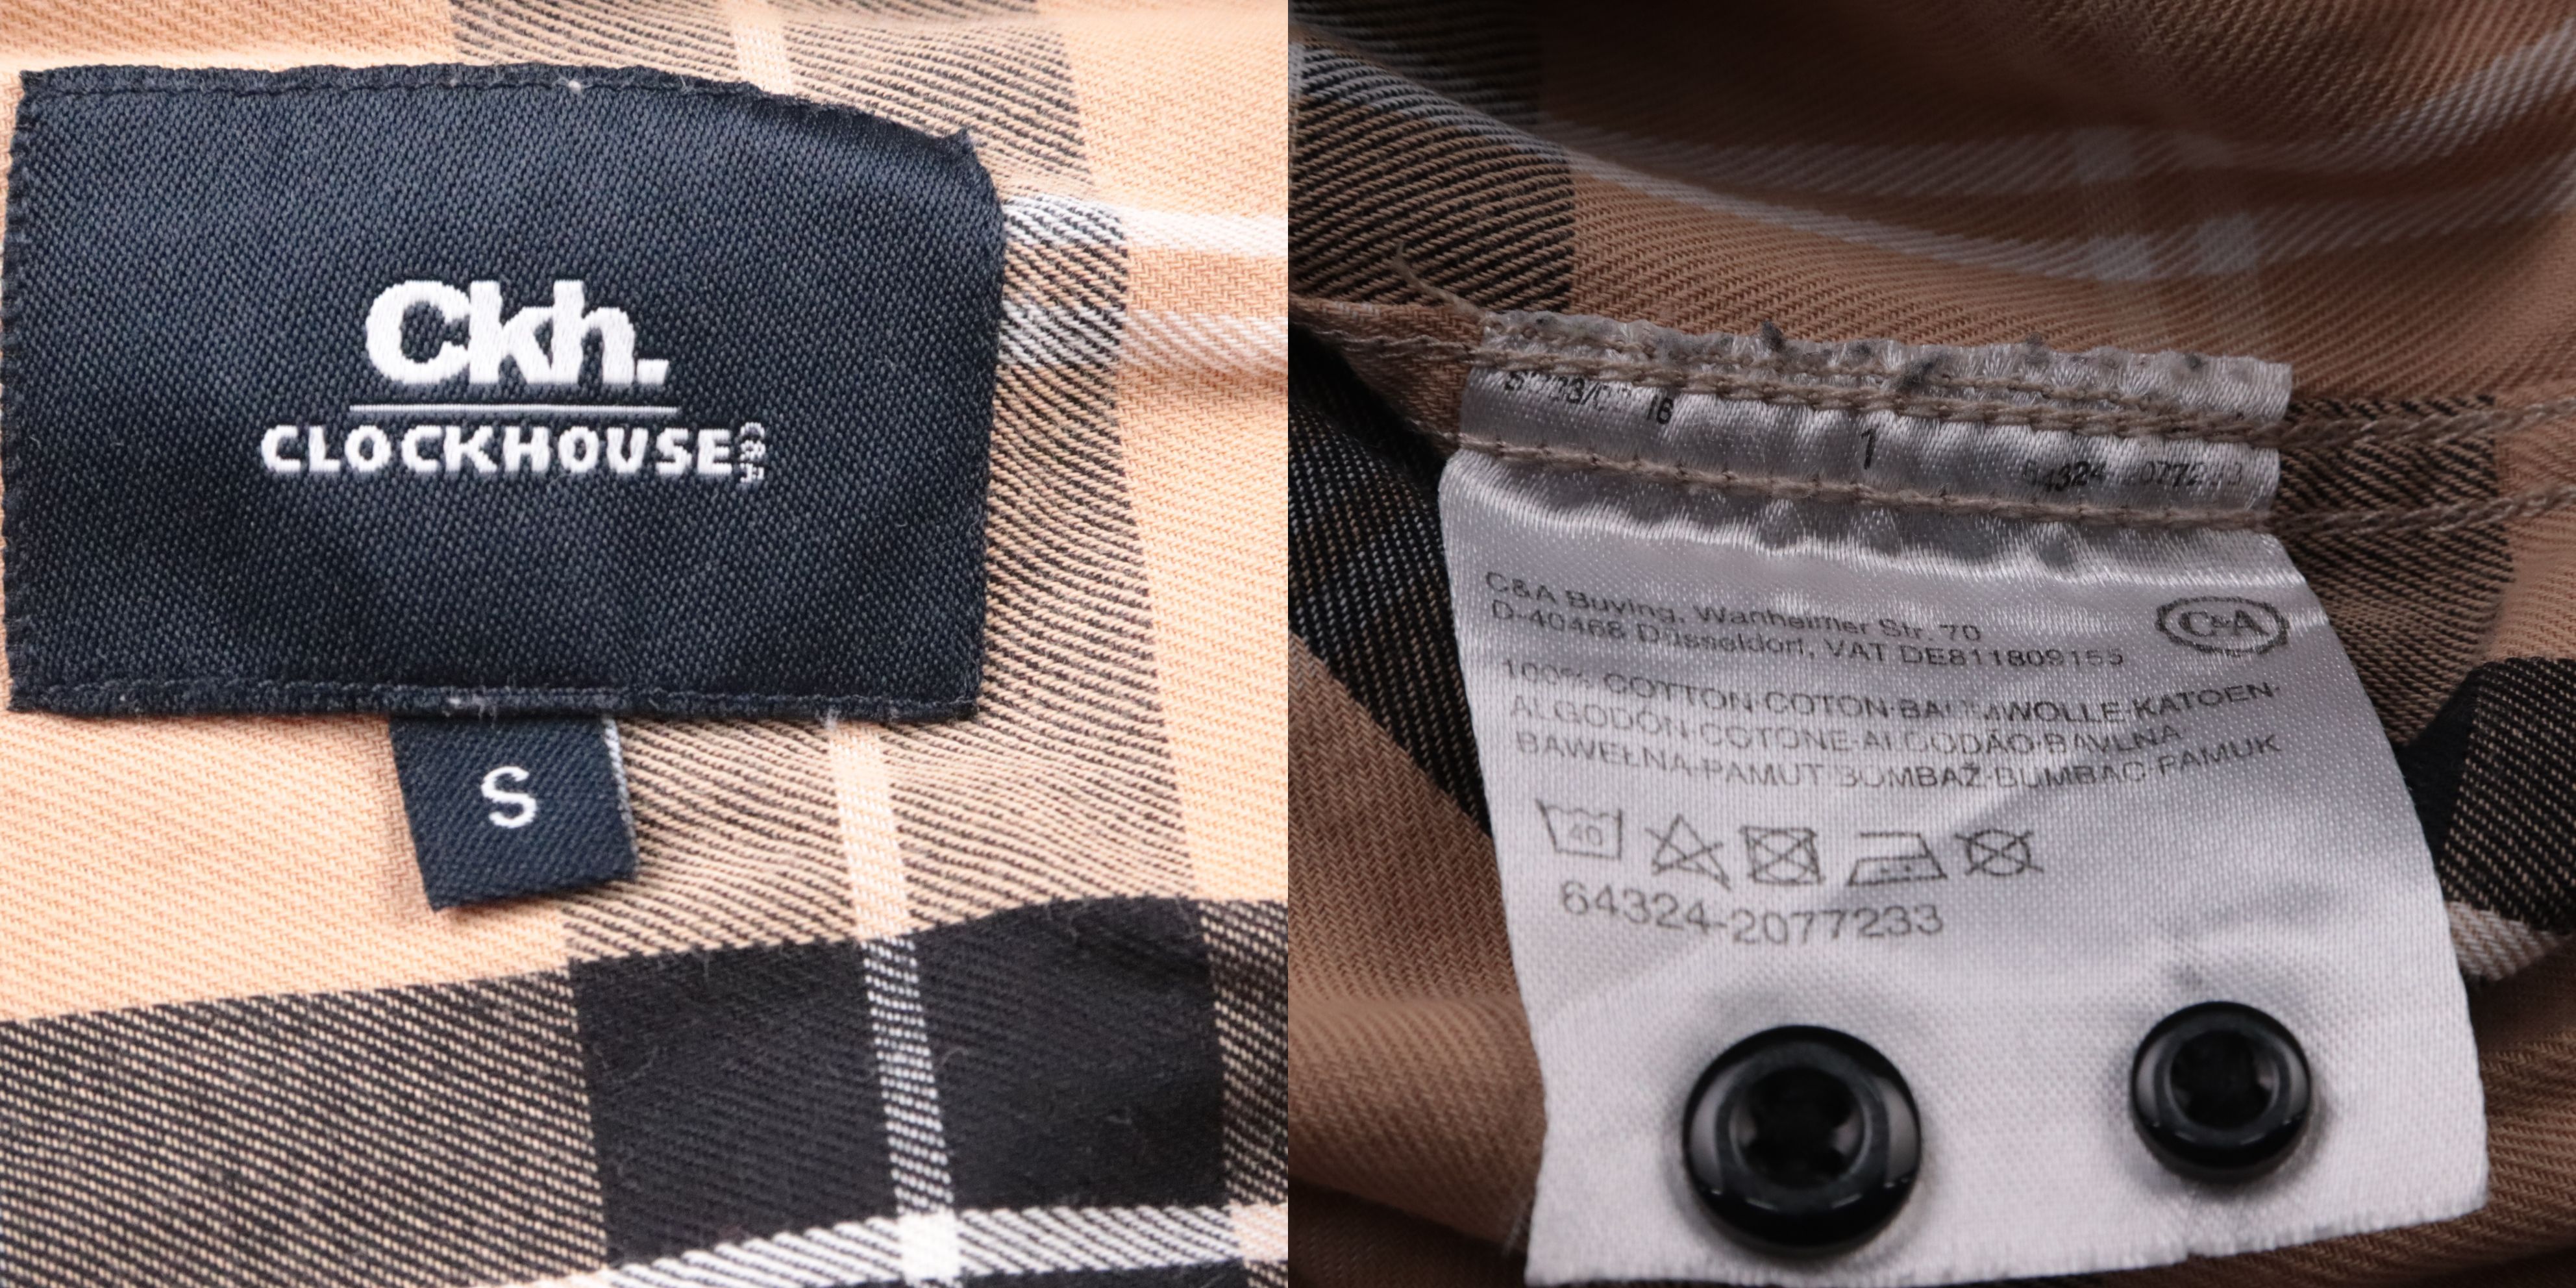 Ckh.
CLOCKHOUSE C&A
S
16
1
C&A Buying, Wanheimer Str. 70
D-40468 Düsseldorf, VAT DE811809155
C&A
100% COTTON·COTON·BAUMWOLLE·KATOEN·
ALGODÓN·COTONE·ALGODÃO·BAVLNA·
BAWEŁNA·PAMUT·BOMBAŽ·BUMBAC·PAMUK
40
64324-2077233